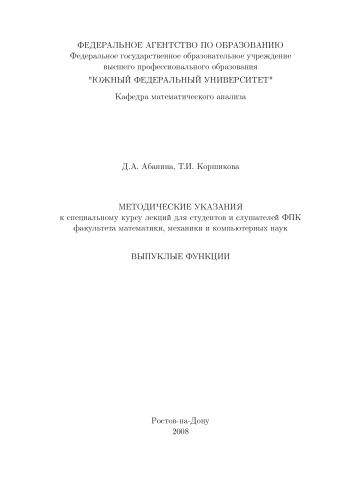 ФЕДЕРАЛЬНОЕ АГЕНТСТВО ПО ОБРАЗОВАНИЮ
Федеральное государственное образовательное учреждение
высшего профессионального образования
"ЮЖНЫЙ ФЕДЕРАЛЬНЫЙ УНИВЕРСИТЕТ"
Кафедра математического анализа
Д.А. Абанина, Т.И. Коршикова
МЕТОДИЧЕСКИЕ УКАЗАНИЯ
к специальному курсу лекций для студентов и слушателей ФПК
факультета математики, механики и компьютерных наук
ВЫПУКЛЫЕ ФУНКЦИИ
Ростов-на-Дону
2008